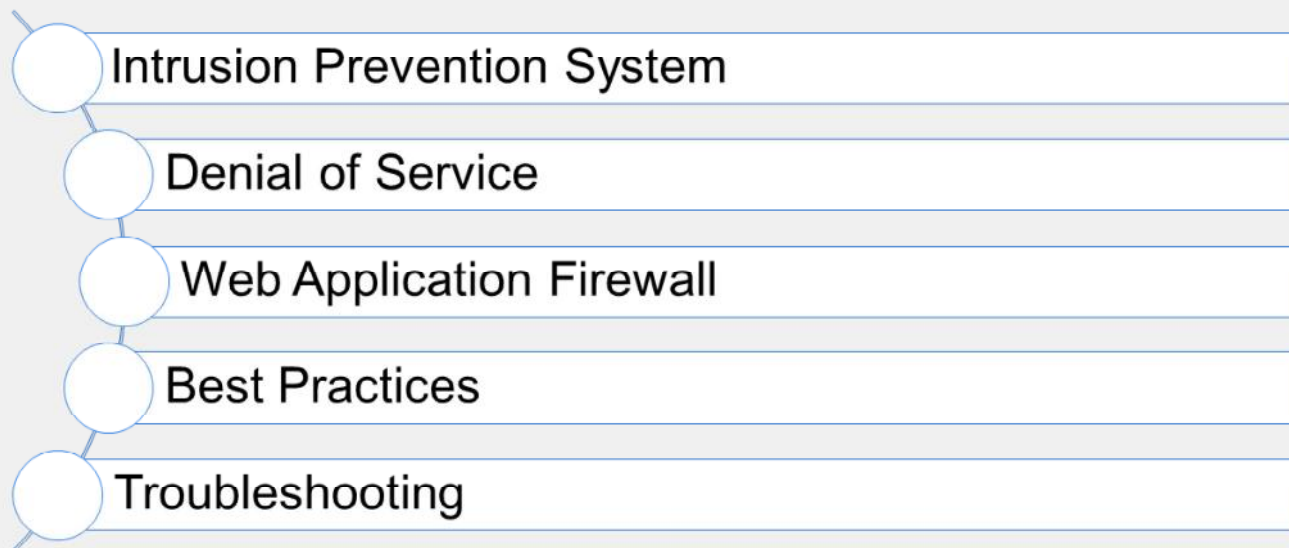 Intrusion Prevention System
Denial of Service
Web Application Firewall
Best Practices
Troubleshooting